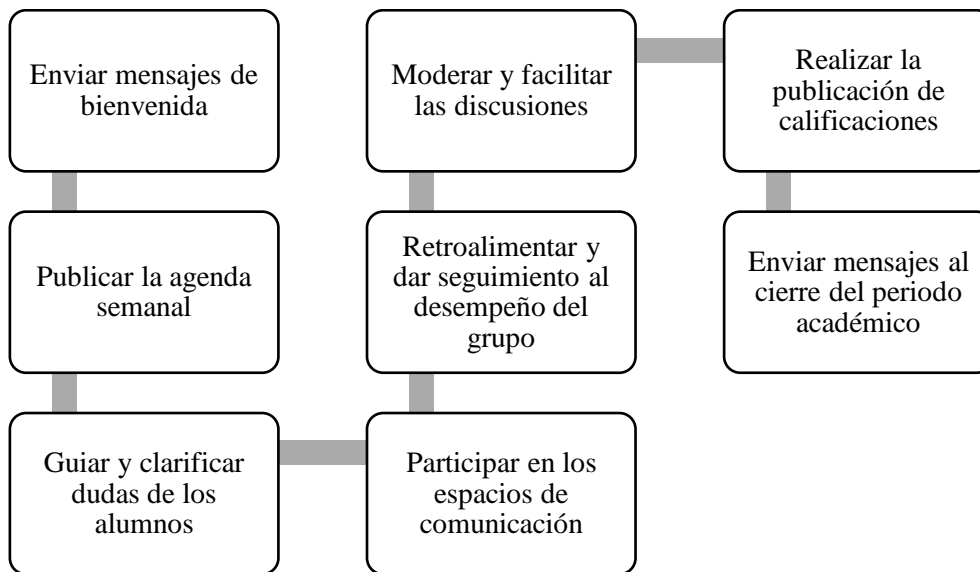 Enviar mensajes de
bienvenida
Publicar la agenda
semanal
Guiar y clarificar
dudas de los
alumnos
Participar en los
espacios de
comunicación
Retroalimentar y
dar seguimiento al
desempeño del
grupo
Moderar y facilitar
las discusiones
Realizar la
publicación de
calificaciones
Enviar mensajes al
cierre del periodo
académico